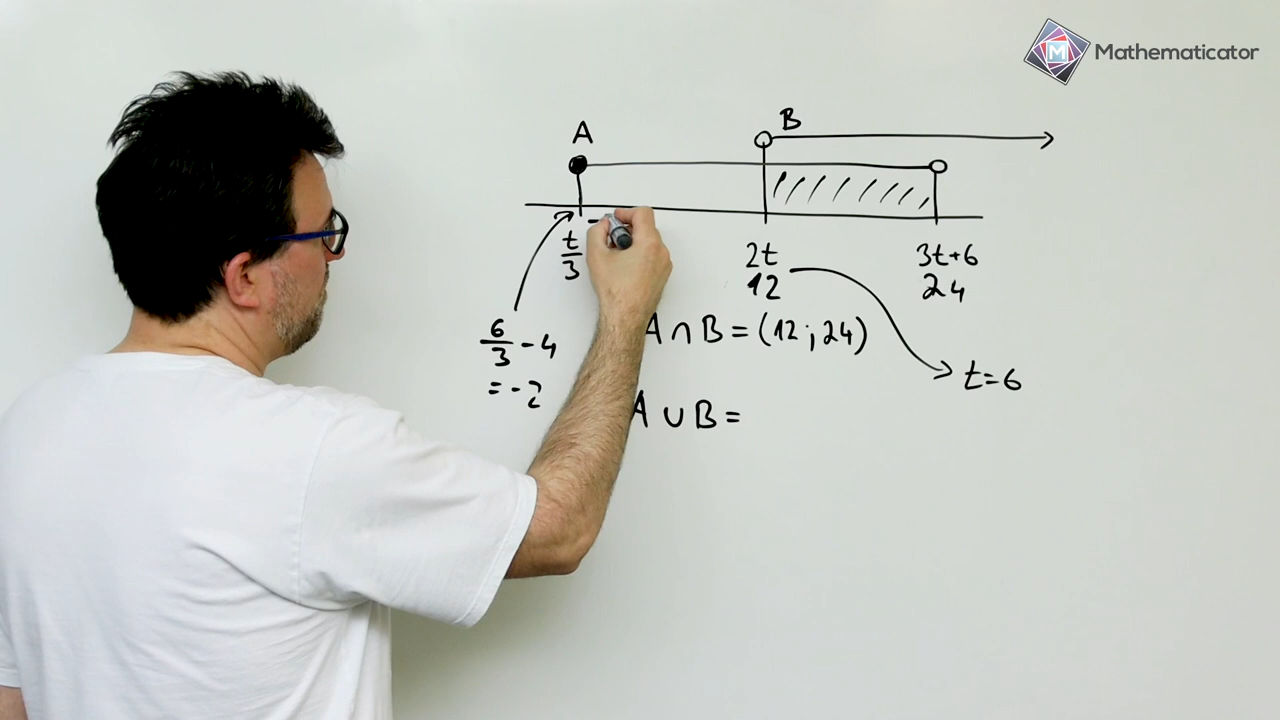 M Mathematicator
A
B
t/3
2t
3t+6
12
24
6/3 - 4
= -2
A ∩ B = (12 ; 24)
t=6
A ∪ B =